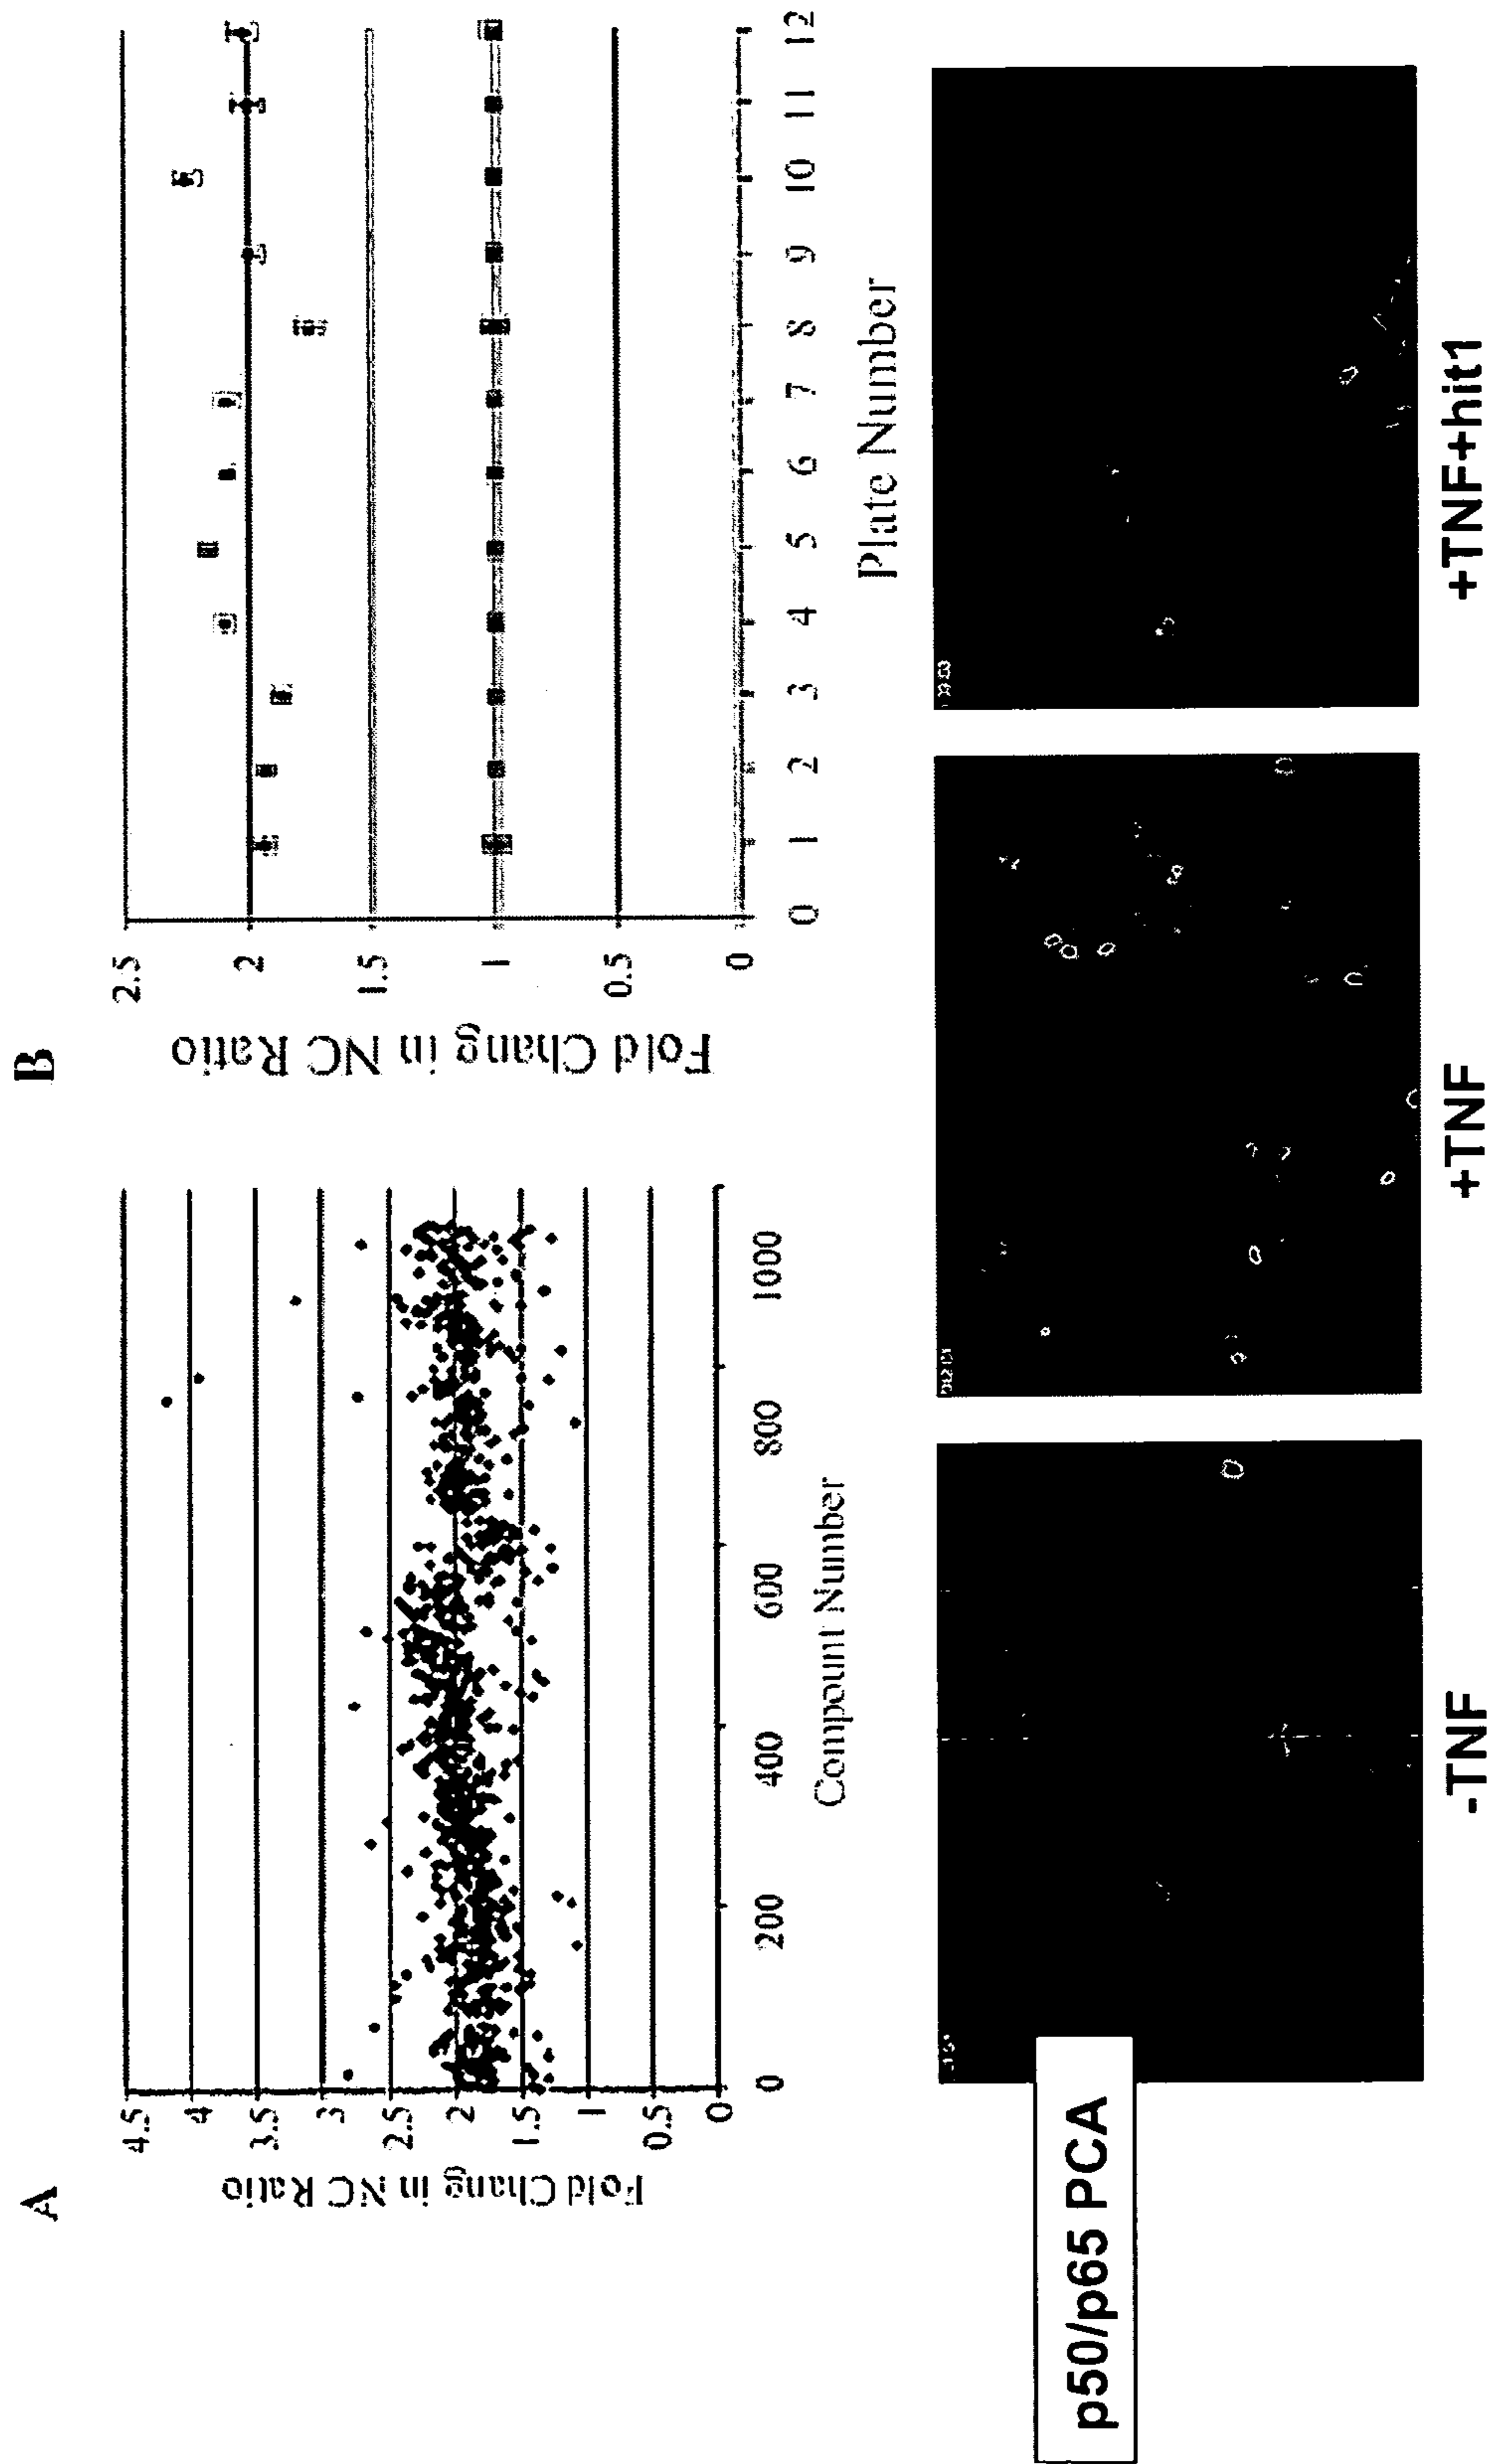 A
Fold Chang in NC Ratio
4.5
4
3.5
3
2.5
2
1.5
1
0.5
0
0 200 400 600 800 1000
Compount Number
B
Fold Chang in NC Ratio
2.5
2
1.5
1
0.5
0
0 1 2 3 4 5 6 7 8 9 10 11 12
Plate Number
p50/p65 PCA
-TNF
+TNF
+TNF+hit1